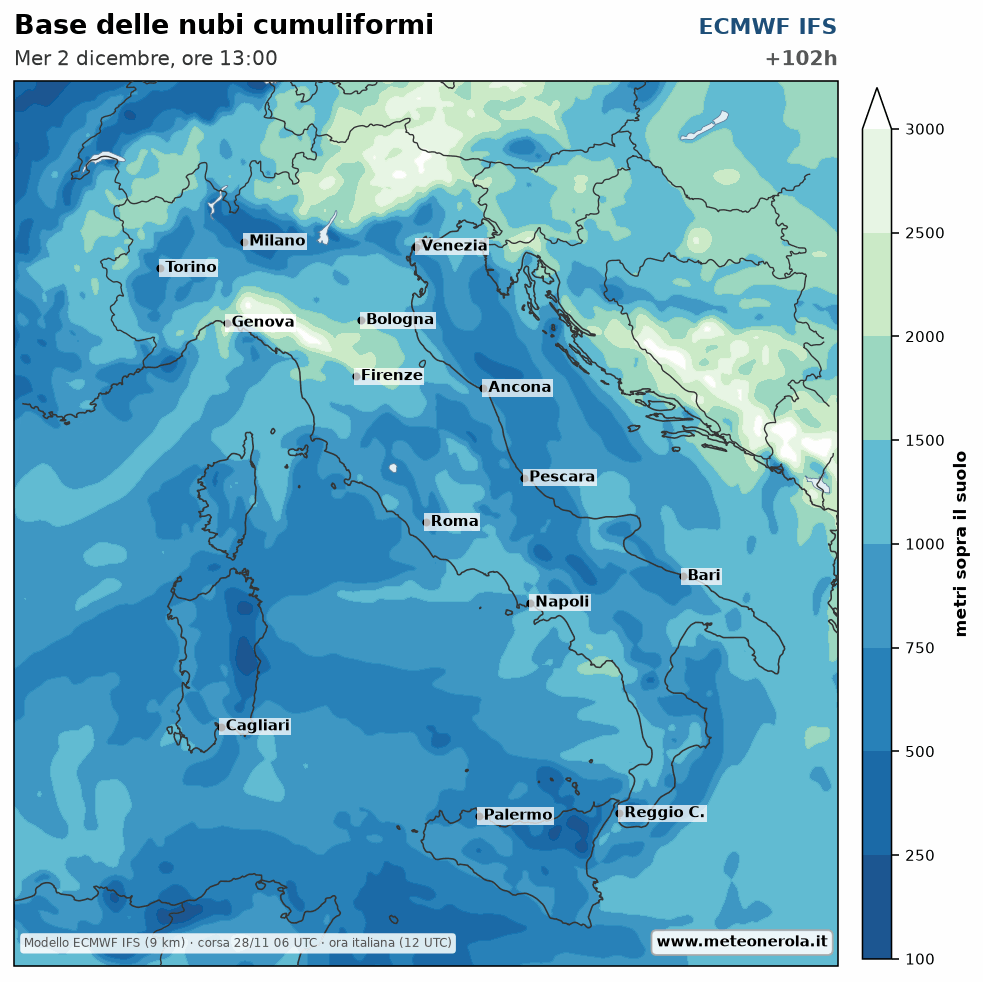 Base delle nubi cumuliformi
ECMWF IFS
Mer 2 dicembre, ore 13:00
+102h
3000
2500
2000
1500
1000
750
500
250
100
metri sopra il suolo
Milano
Venezia
Torino
Genova
Bologna
Firenze
Ancona
Pescara
Roma
Bari
Napoli
Cagliari
Palermo
Reggio C.
Modello ECMWF IFS (9 km) · corsa 28/11 06 UTC · ora italiana (12 UTC)
www.meteonerola.it